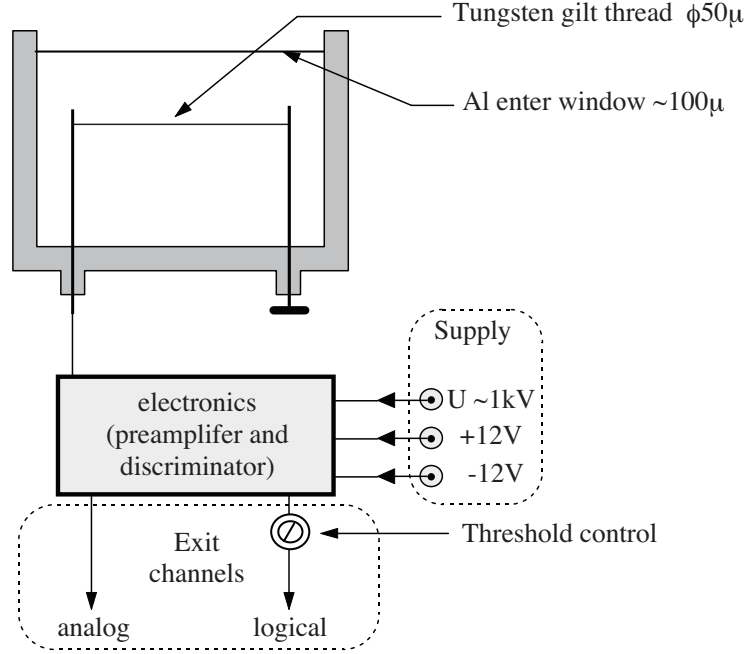 Tungsten gilt thread ϕ50μ
Al enter window ~100μ
Supply
electronics
(preamplifer and
discriminator)
U ~1kV
+12V
-12V
Exit
channels
Threshold control
analog
logical